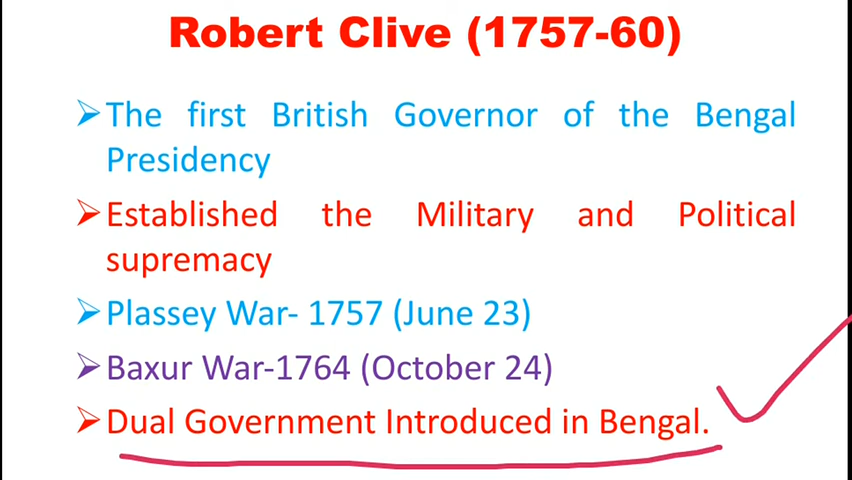 Robert Clive (1757-60)
➢The first British Governor of the Bengal
Presidency
➢Established the Military and Political
supremacy
➢Plassey War- 1757 (June 23)
➢Baxur War-1764 (October 24)
➢Dual Government Introduced in Bengal.